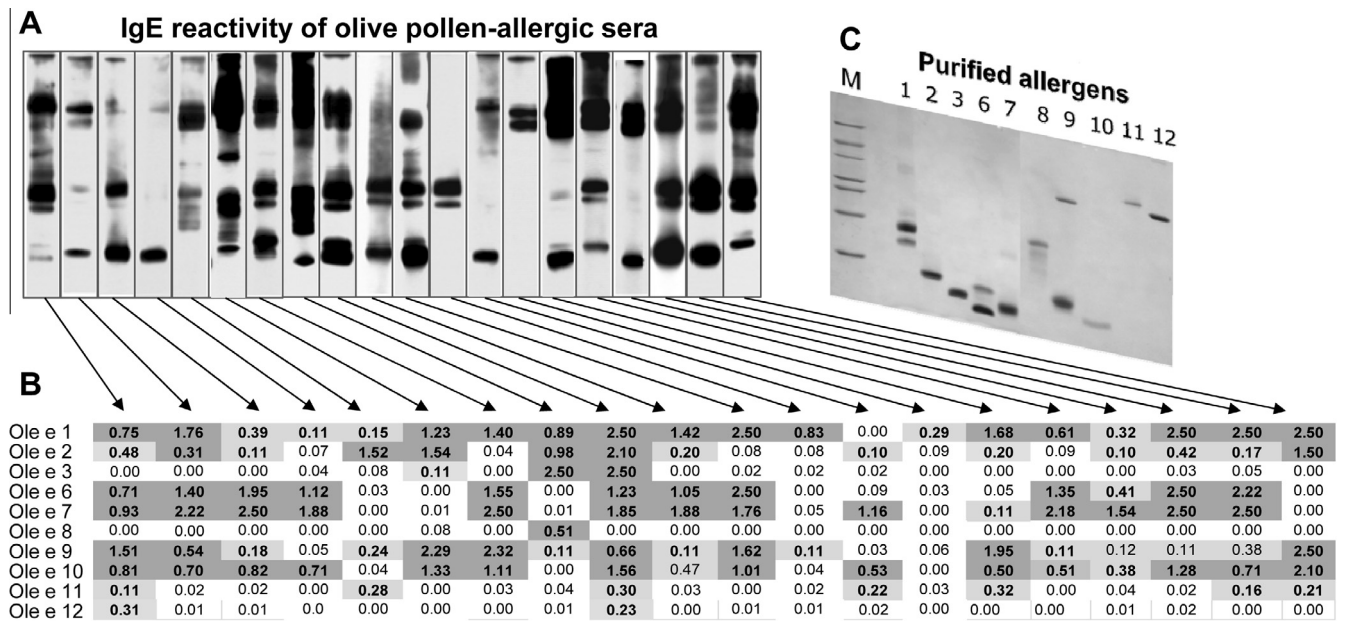 A
IgE reactivity of olive pollen-allergic sera
C
Purified allergens
M 1 2 3 6 7 8 9 10 11 12
B
Ole e 1 0.75 1.76 0.39 0.11 0.15 1.23 1.40 0.89 2.50 1.42 2.50 0.83 0.00 0.29 1.68 0.61 0.32 2.50 2.50 2.50
Ole e 2 0.48 0.31 0.11 0.07 1.52 1.54 0.04 0.98 2.10 0.20 0.08 0.08 0.10 0.09 0.20 0.09 0.10 0.42 0.17 1.50
Ole e 3 0.00 0.00 0.00 0.04 0.08 0.11 0.00 2.50 2.50 0.00 0.00 0.02 0.02 0.00 0.00 0.00 0.00 0.03 0.05 0.00
Ole e 6 0.71 1.40 1.95 1.12 0.03 0.00 1.55 0.00 1.23 1.05 2.50 0.00 0.09 0.03 0.05 1.35 0.41 2.50 2.22 0.00
Ole e 7 0.93 2.22 2.50 1.88 0.00 0.01 2.50 0.01 1.85 1.88 1.76 0.05 1.16 0.00 0.11 2.18 1.54 2.50 2.50 0.00
Ole e 8 0.00 0.00 0.00 0.00 0.00 0.08 0.00 0.51 0.00 0.00 0.00 0.00 0.00 0.00 0.00 0.00 0.00 0.00 0.00 0.00
Ole e 9 1.51 0.54 0.18 0.05 0.24 2.29 2.32 0.11 0.66 0.11 1.62 0.11 0.03 0.06 1.95 0.11 0.12 0.11 0.38 2.50
Ole e 10 0.81 0.70 0.82 0.71 0.04 1.33 1.11 0.00 1.56 0.47 1.01 0.04 0.53 0.00 0.50 0.51 0.38 1.28 0.71 2.10
Ole e 11 0.11 0.02 0.02 0.00 0.28 0.00 0.03 0.04 0.30 0.03 0.00 0.02 0.22 0.03 0.32 0.00 0.04 0.02 0.16 0.21
Ole e 12 0.31 0.01 0.01 0.0 0.00 0.00 0.00 0.01 0.23 0.00 0.01 0.01 0.02 0.00 0.00 0.00 0.01 0.02 0.00 0.00